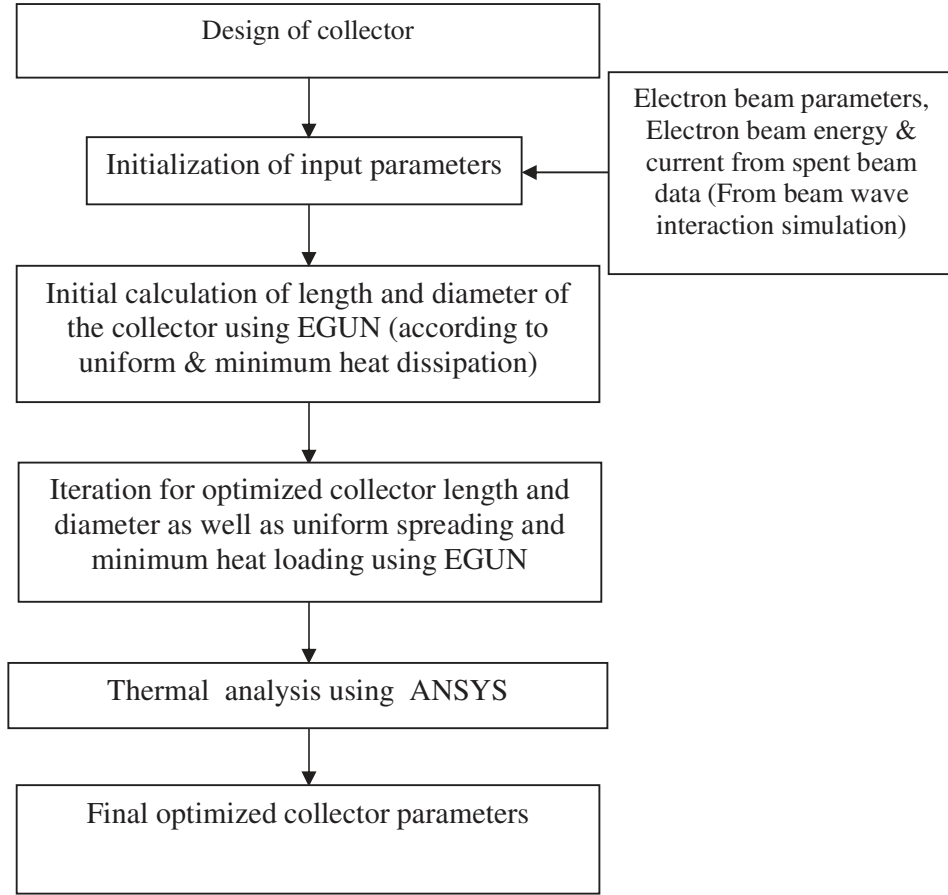 Design of collector
Electron beam parameters,
Electron beam energy &
current from spent beam
data (From beam wave
interaction simulation)
Initialization of input parameters
Initial calculation of length and diameter of
the collector using EGUN (according to
uniform & minimum heat dissipation)
Iteration for optimized collector length and
diameter as well as uniform spreading and
minimum heat loading using EGUN
Thermal analysis using ANSYS
Final optimized collector parameters